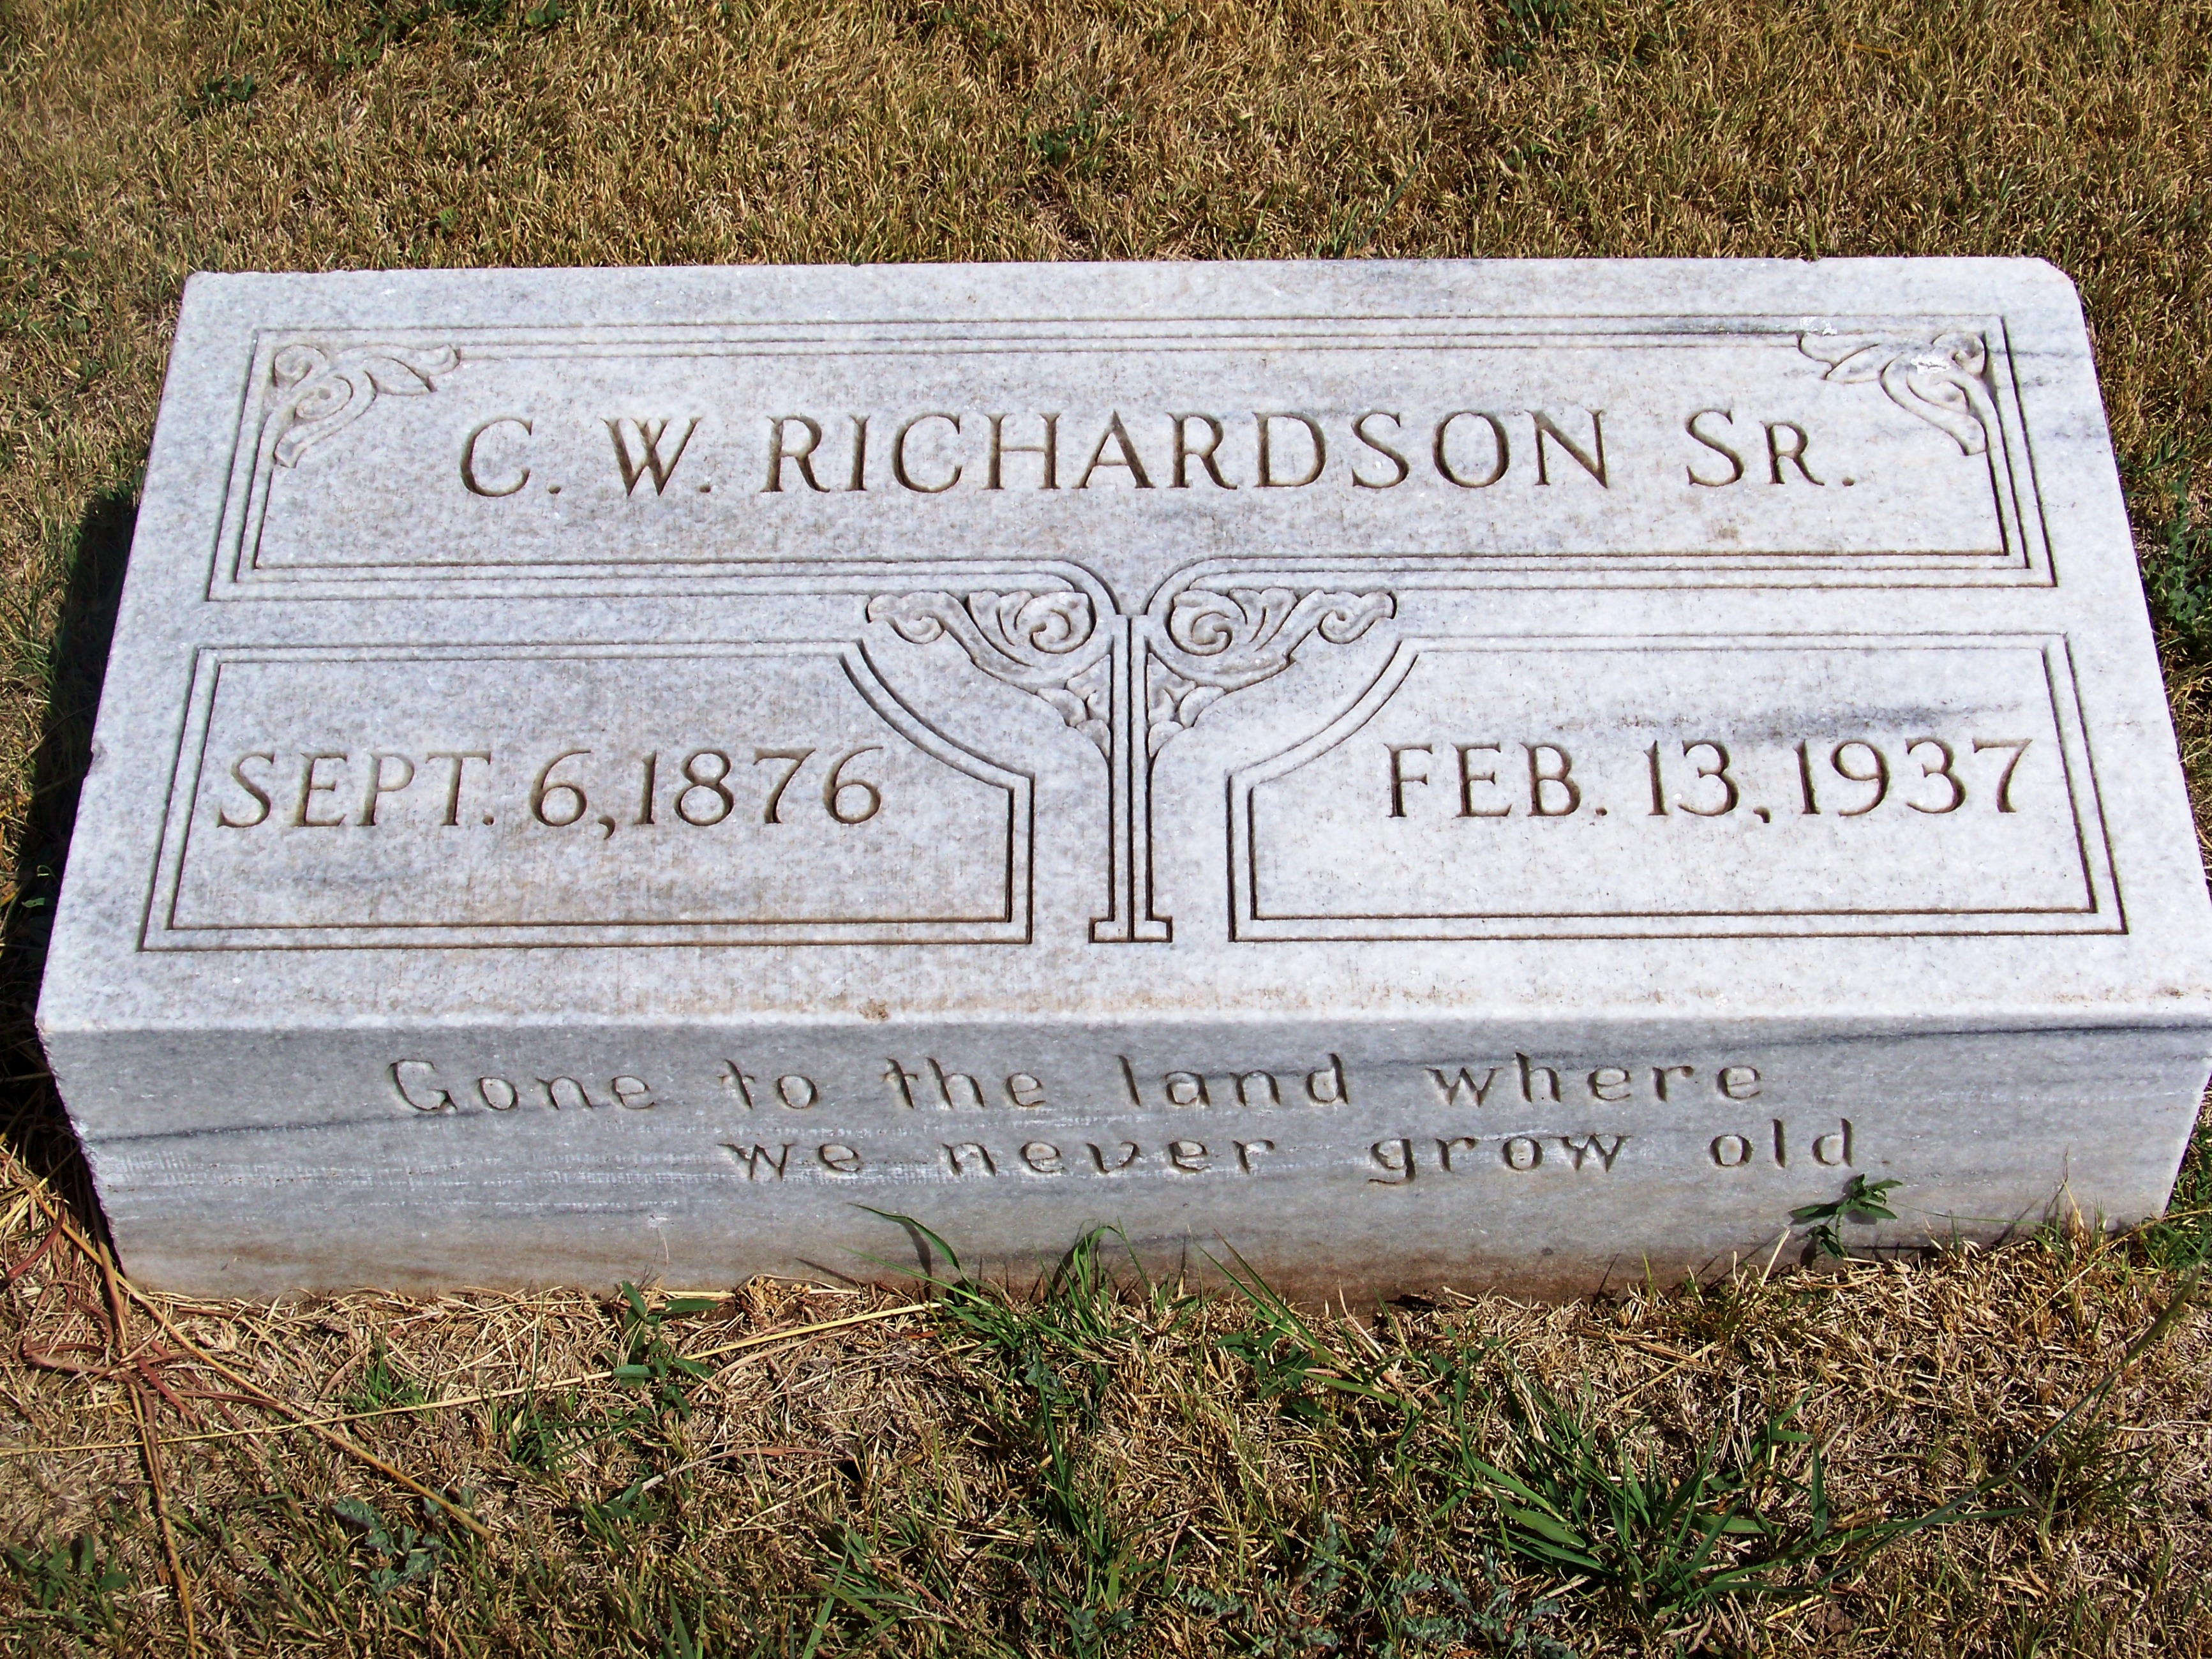 C. W. RICHARDSON SR.
SEPT. 6, 1876
FEB. 13, 1937
Gone to the land where
we never grow old.